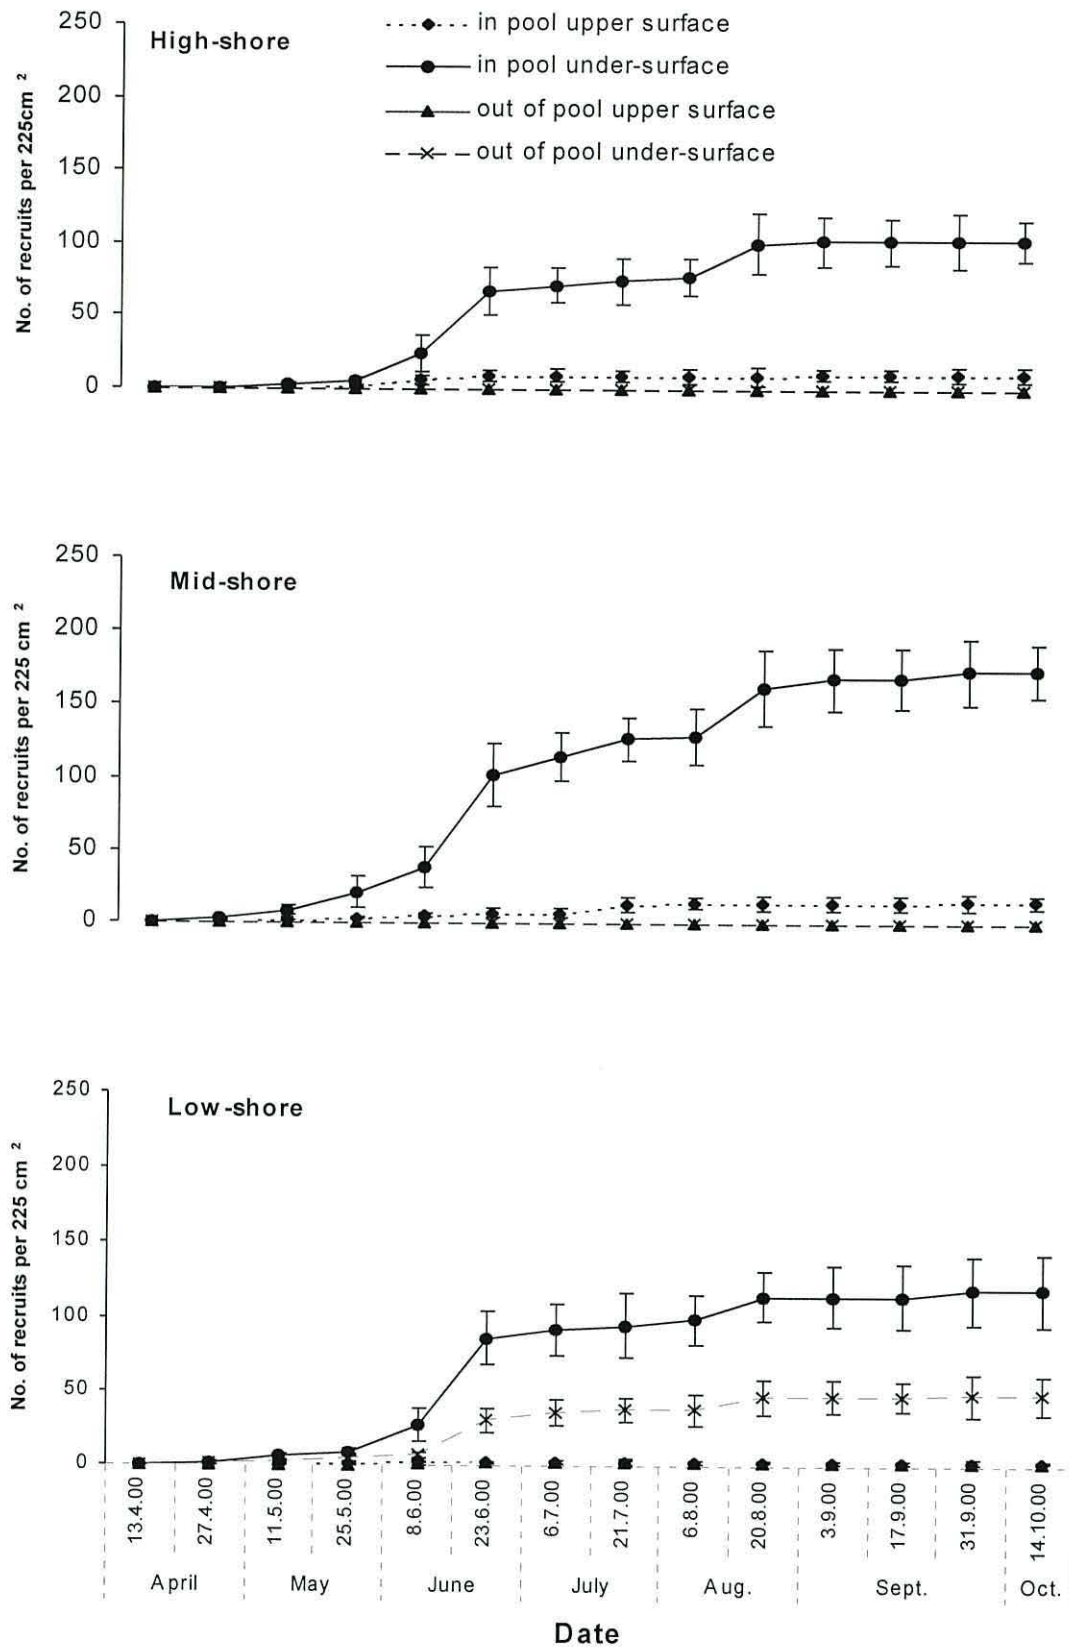 High-shore
in pool upper surface
in pool under-surface
out of pool upper surface
out of pool under-surface
No. of recruits per 225cm ²
250
200
150
100
50
0
Mid-shore
No. of recruits per 225 cm ²
250
200
150
100
50
0
Low-shore
No. of recruits per 225 cm ²
250
200
150
100
50
0
13.4.00
27.4.00
11.5.00
25.5.00
8.6.00
23.6.00
6.7.00
21.7.00
6.8.00
20.8.00
3.9.00
17.9.00
31.9.00
14.10.00
April
May
June
July
Aug.
Sept.
Oct.
Date